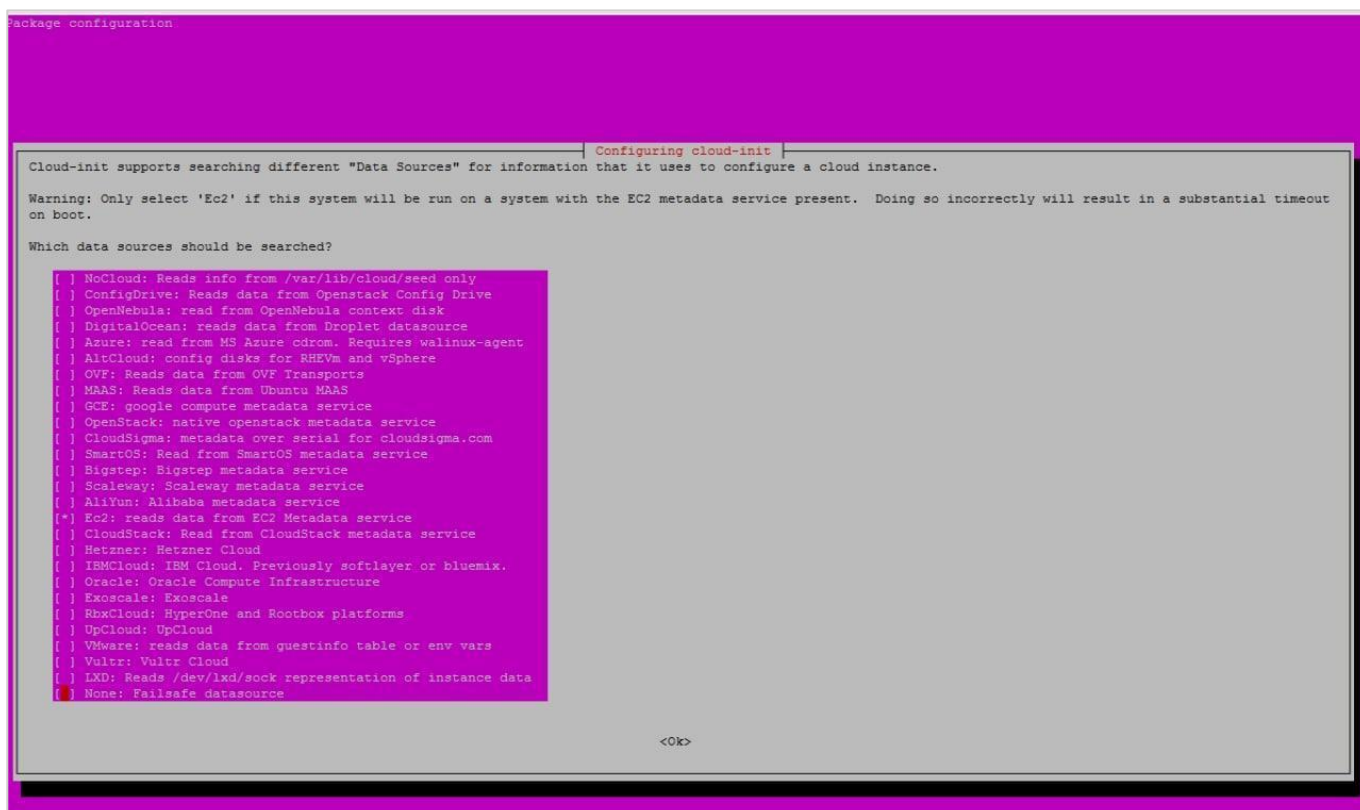 Package configuration
Configuring cloud-init
Cloud-init supports searching different "Data Sources" for information that it uses to configure a cloud instance.
Warning: Only select 'Ec2' if this system will be run on a system with the EC2 metadata service present.  Doing so incorrectly will result in a substantial timeout
on boot.
Which data sources should be searched?
[ ] NoCloud: Reads info from /var/lib/cloud/seed only
[ ] ConfigDrive: Reads data from Openstack Config Drive
[ ] OpenNebula: read from OpenNebula context disk
[ ] DigitalOcean: reads data from Droplet datasource
[ ] Azure: read from MS Azure cdrom. Requires walinux-agent
[ ] AltCloud: config disks for RHEVm and vSphere
[ ] OVF: Reads data from OVF Transports
[ ] MAAS: Reads data from Ubuntu MAAS
[ ] GCE: google compute metadata service
[ ] OpenStack: native openstack metadata service
[ ] CloudSigma: metadata over serial for cloudsigma.com
[ ] SmartOS: Read from SmartOS metadata service
[ ] Bigstep: Bigstep metadata service
[ ] Scaleway: Scaleway metadata service
[ ] AliYun: Alibaba metadata service
[*] Ec2: reads data from EC2 Metadata service
[ ] CloudStack: Read from CloudStack metadata service
[ ] Hetzner: Hetzner Cloud
[ ] IBMCloud: IBM Cloud. Previously softlayer or bluemix.
[ ] Oracle: Oracle Compute Infrastructure
[ ] Exoscale: Exoscale
[ ] RbxCloud: HyperOne and Rootbox platforms
[ ] UpCloud: UpCloud
[ ] VMware: reads data from guestinfo table or env vars
[ ] Vultr: Vultr Cloud
[ ] LXD: Reads /dev/lxd/sock representation of instance data
[ ] None: Failsafe datasource
<Ok>